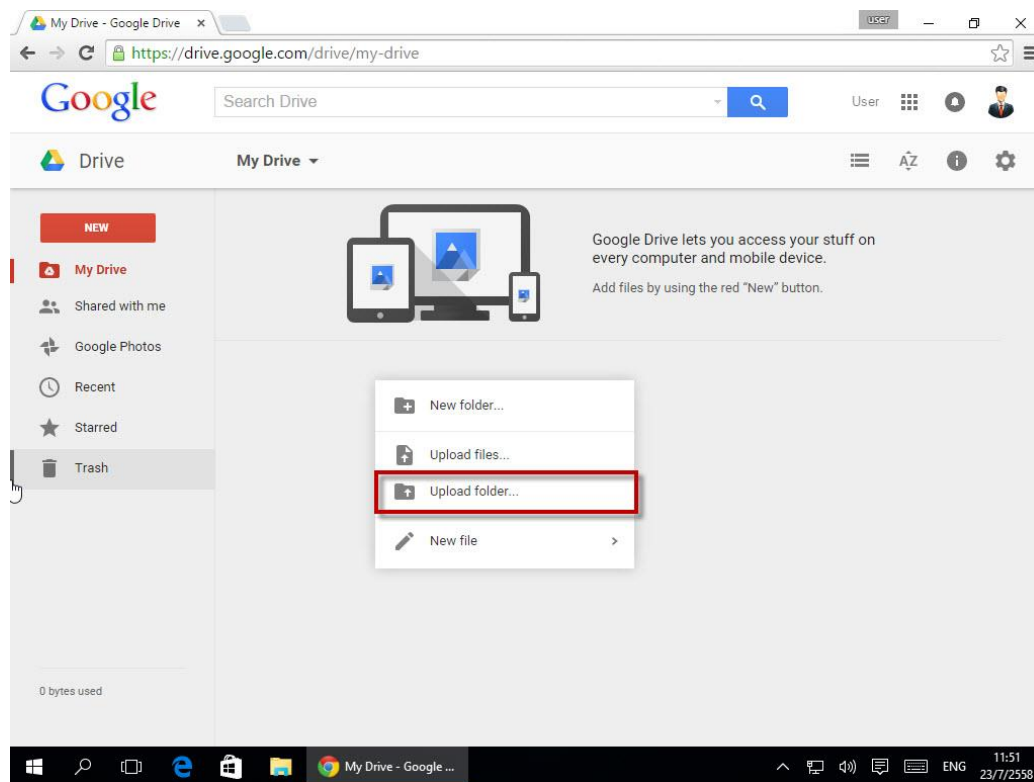 My Drive - Google Drive
user
https://drive.google.com/drive/my-drive
Google
Search Drive
User
Drive
My Drive
AZ
NEW
My Drive
Shared with me
Google Photos
Recent
Starred
Trash
Google Drive lets you access your stuff on
every computer and mobile device.
Add files by using the red “New” button.
New folder...
Upload files...
Upload folder...
New file
0 bytes used
My Drive - Google ...
ENG
11:51
23/7/2558